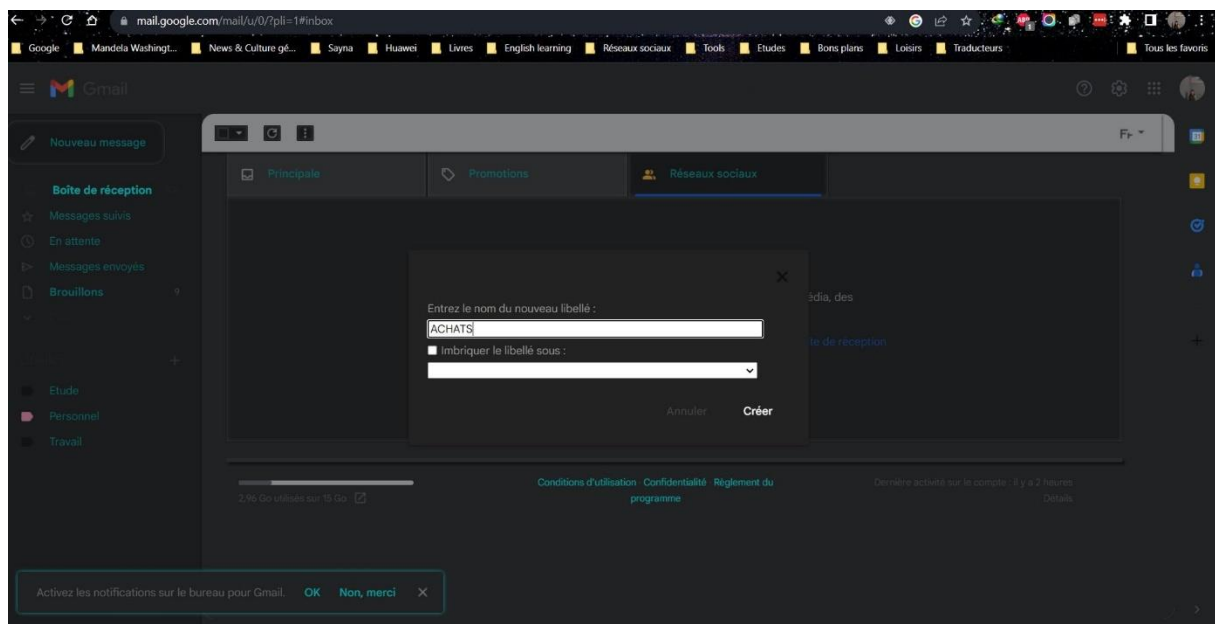 mail.google.com/mail/u/0/?pli=1#inbox
Google Mandela Washingt... News & Culture gé... Sayna Huawei Livres English learning Réseaux sociaux Tools Etudes Bons plans Loisirs Traducteurs Tous les favoris
Gmail
Nouveau message
Fr
Principale Promotions Réseaux sociaux
Boîte de réception
Messages suivis
En attente
Messages envoyés
Brouillons 9
édia, des
te de réception
Entrez le nom du nouveau libellé :
ACHATS
Imbriquer le libellé sous :
Annuler Créer
Etude
Personnel
Travail
2,96 Go utilisés sur 15 Go
Conditions d'utilisation · Confidentialité · Règlement du
programme
Dernière activité sur le compte : il y a 2 heures
Détails
Activez les notifications sur le bureau pour Gmail. OK Non, merci